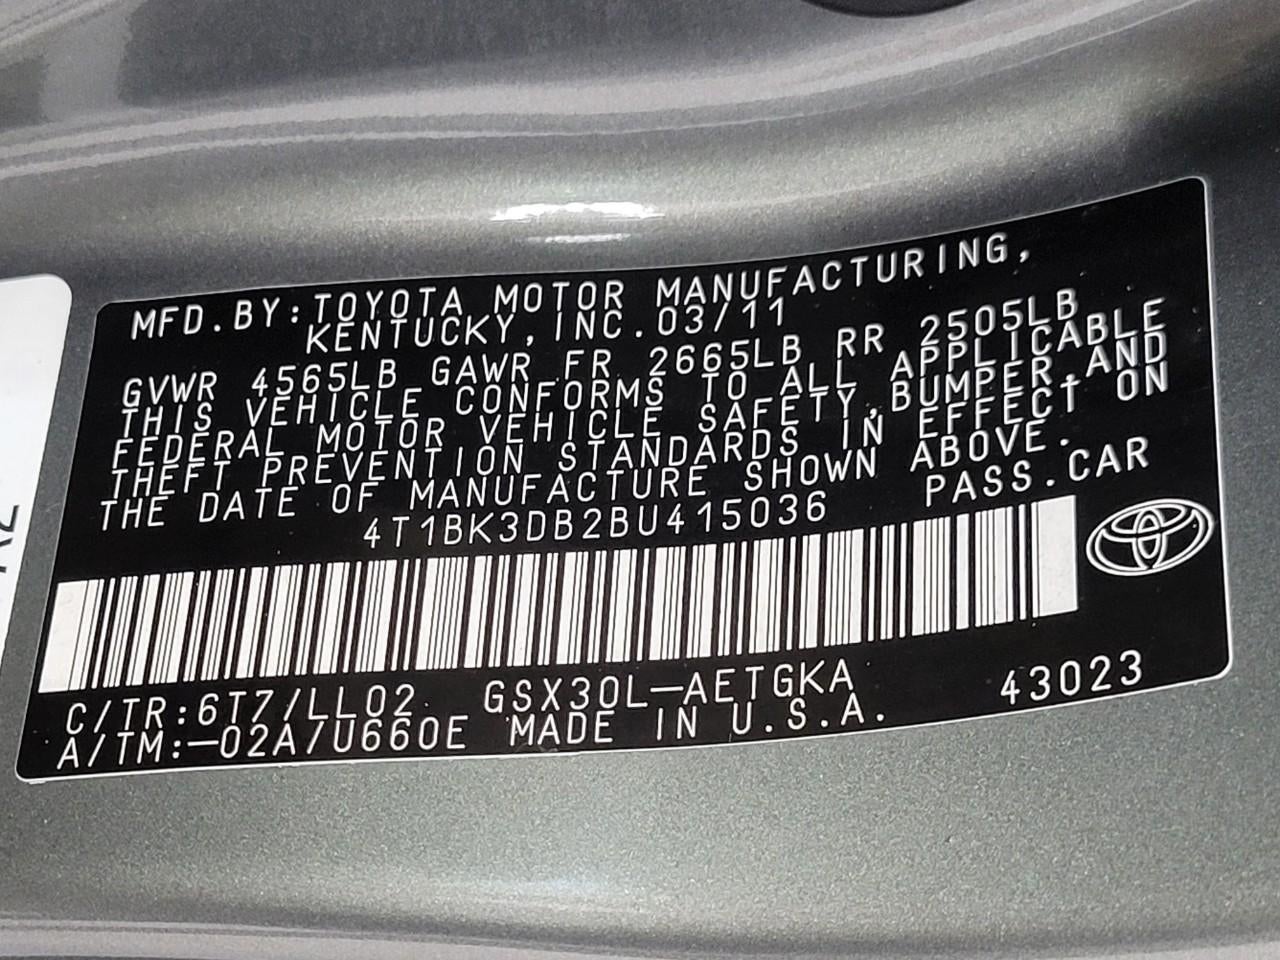 MFD.BY:TOYOTA MOTOR MANUFACTURING,
KENTUCKY,INC.03/11
GVWR 4565LB GAWR FR 2665LB RR 2505LB
THIS VEHICLE CONFORMS TO ALL APPLICABLE
FEDERAL MOTOR VEHICLE SAFETY,BUMPER,AND
THEFT PREVENTION STANDARDS IN EFFECT ON
THE DATE OF MANUFACTURE SHOWN ABOVE.
4T1BK3DB2BU415036 PASS.CAR
C/TR:6T7/LL02 GSX30L-AETGKA 43023
A/TM:-02A/U660E MADE IN U.S.A.